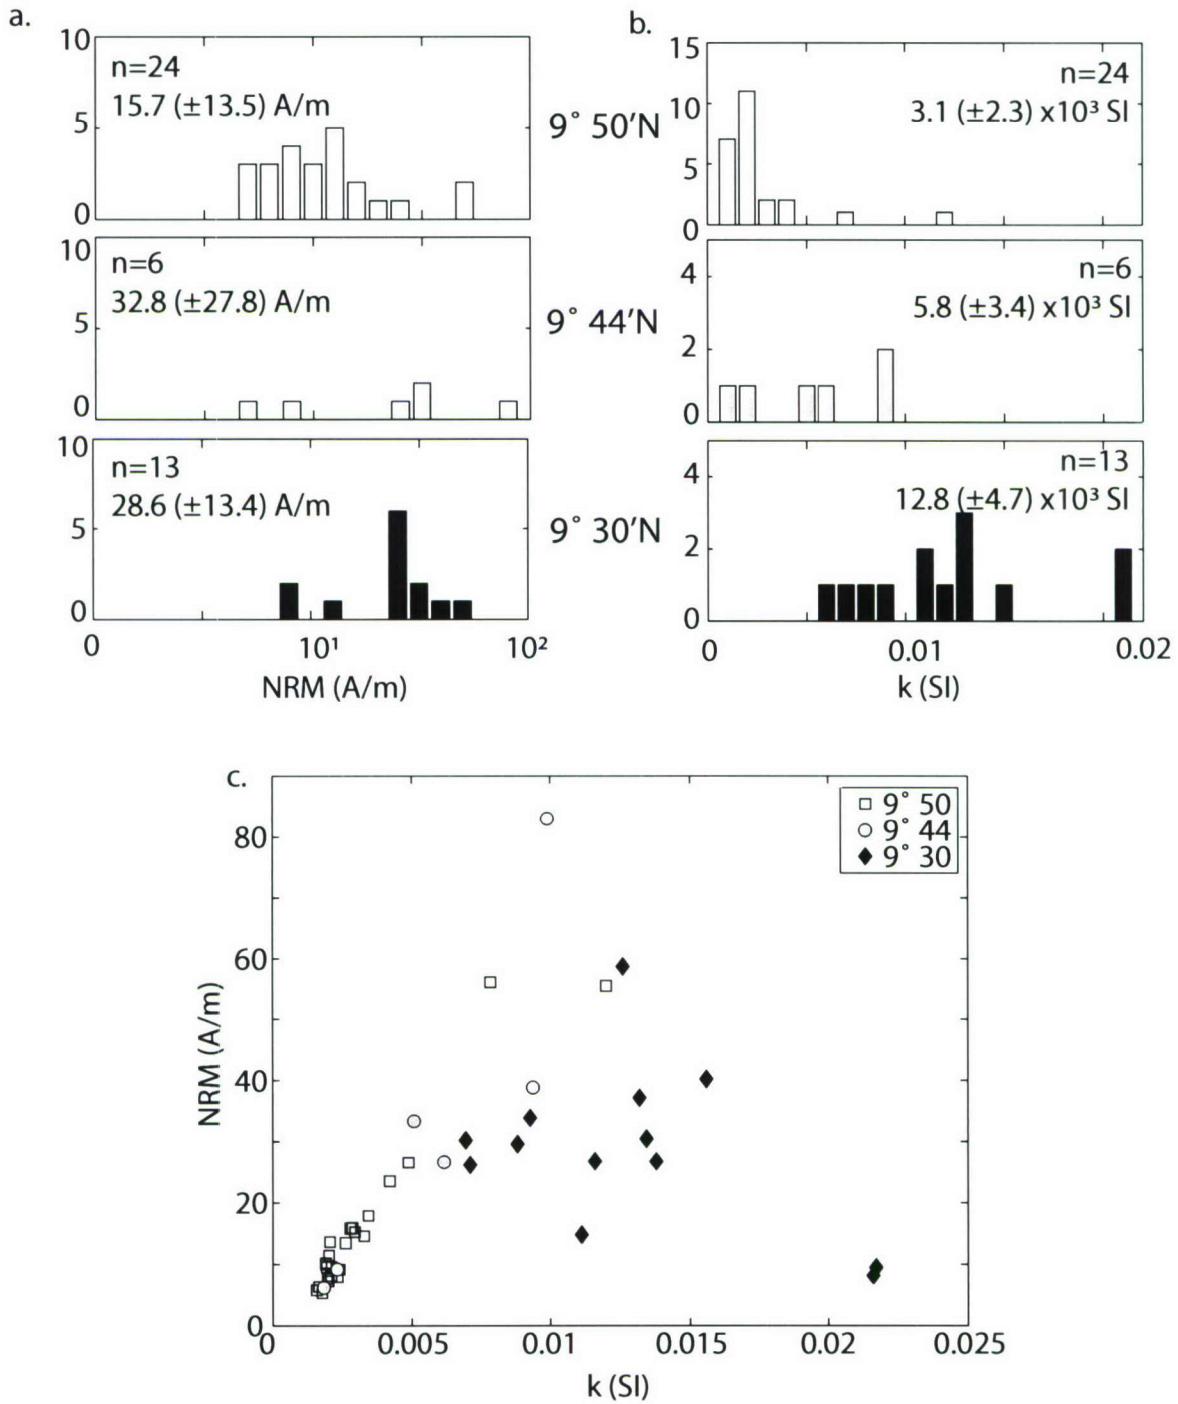 a.
10
5
0
n=24
15.7 (±13.5) A/m
9° 50'N
b.
15
10
5
0
n=24
3.1 (±2.3) x10³ SI
10
5
0
n=6
32.8 (±27.8) A/m
9° 44'N
4
2
0
n=6
5.8 (±3.4) x10³ SI
10
5
0
n=13
28.6 (±13.4) A/m
9° 30'N
4
2
0
n=13
12.8 (±4.7) x10³ SI
0 10¹ 10²
NRM (A/m)
0 0.01 0.02
k (SI)
c.
9° 50
9° 44
9° 30
80
60
40
20
0
NRM (A/m)
0 0.005 0.01 0.015 0.02 0.025
k (SI)